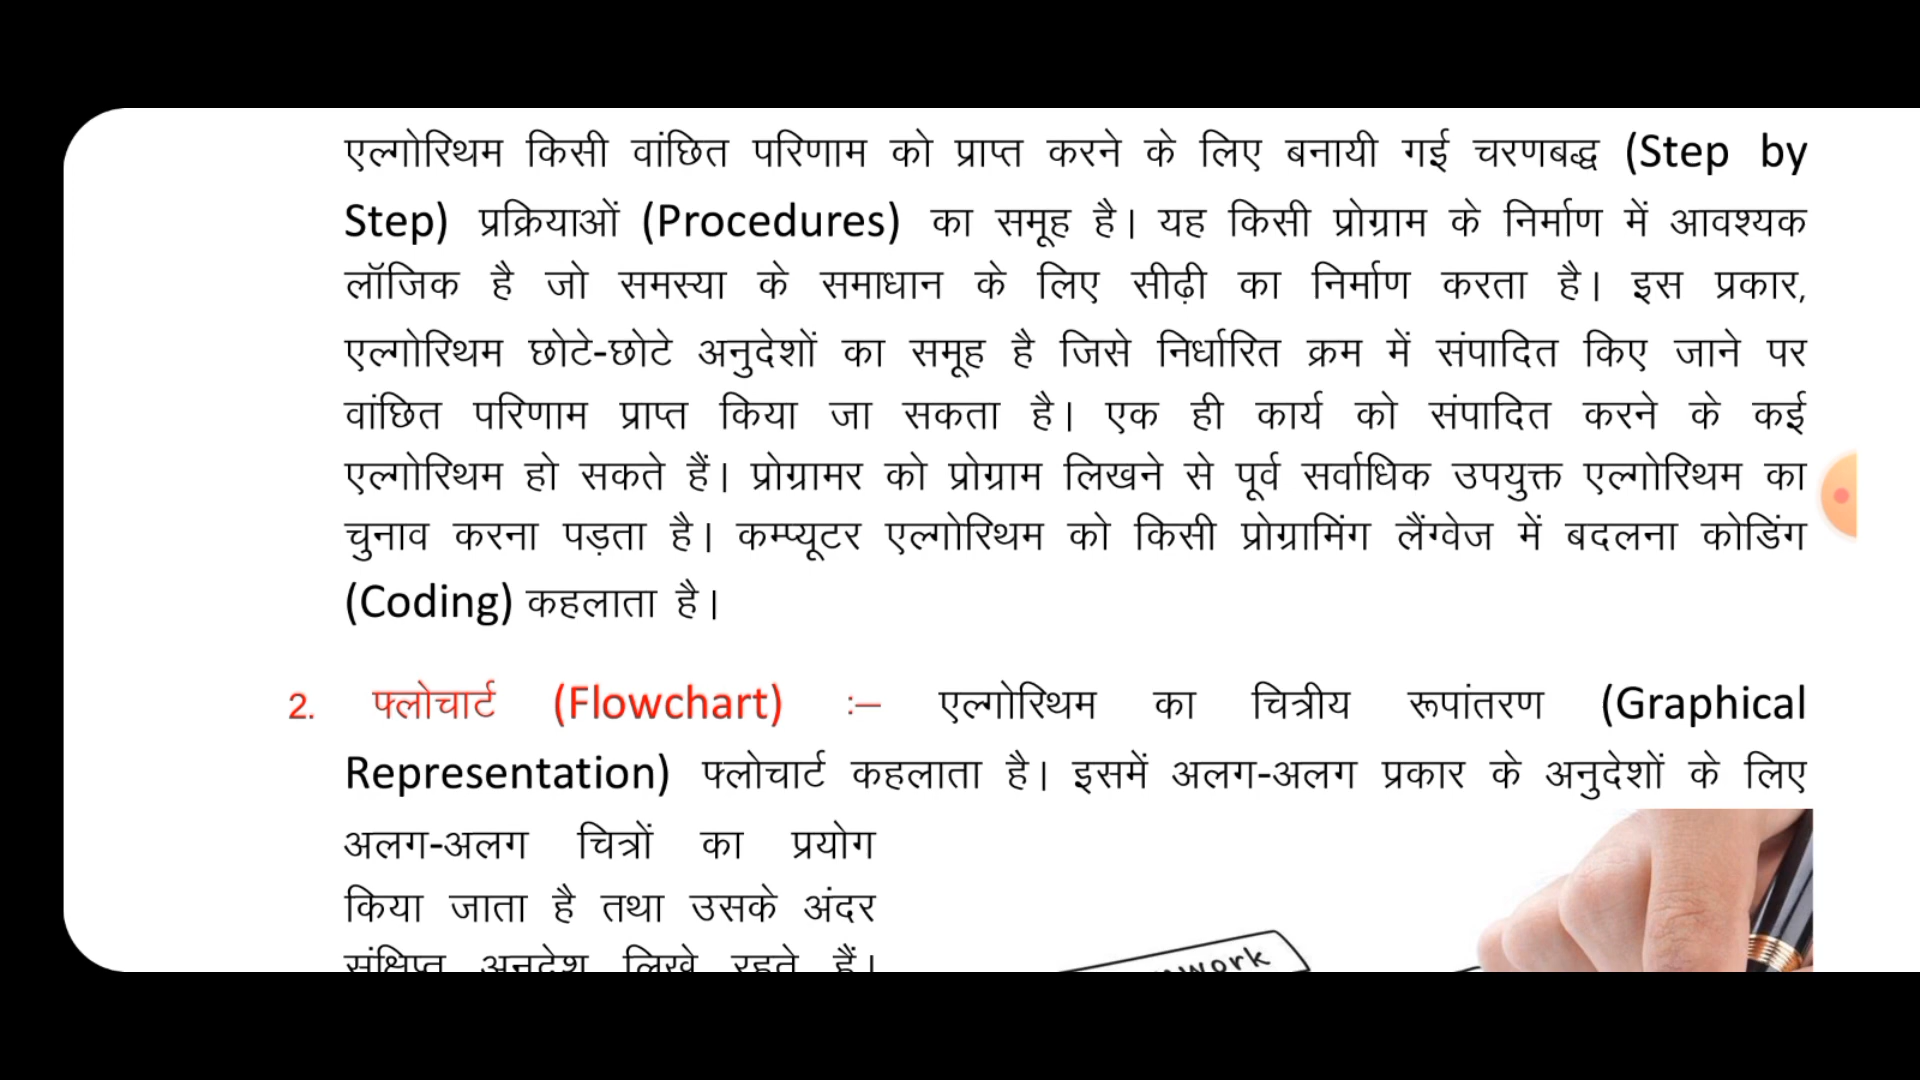 एल्गोरिथम किसी वांछित परिणाम को प्राप्त करने के लिए बनायी गई चरणबद्ध (Step by
Step) प्रक्रियाओं (Procedures) का समूह है। यह किसी प्रोग्राम के निर्माण में आवश्यक
लॉजिक है जो समस्या के समाधान के लिए सीढ़ी का निर्माण करता है। इस प्रकार,
एल्गोरिथम छोटे-छोटे अनुदेशों का समूह है जिसे निर्धारित क्रम में संपादित किए जाने पर
वांछित परिणाम प्राप्त किया जा सकता है। एक ही कार्य को संपादित करने के कई
एल्गोरिथम हो सकते हैं। प्रोग्रामर को प्रोग्राम लिखने से पूर्व सर्वाधिक उपयुक्त एल्गोरिथम का
चुनाव करना पड़ता है। कम्प्यूटर एल्गोरिथम को किसी प्रोग्रामिंग लैंग्वेज में बदलना कोडिंग
(Coding) कहलाता है।
2. फ्लोचार्ट (Flowchart) :– एल्गोरिथम का चित्रीय रूपांतरण (Graphical
Representation) फ्लोचार्ट कहलाता है। इसमें अलग-अलग प्रकार के अनुदेशों के लिए
अलग-अलग चित्रों का प्रयोग
किया जाता है तथा उसके अंदर
संक्षिप्त अनुदेश लिखे रहते हैं।